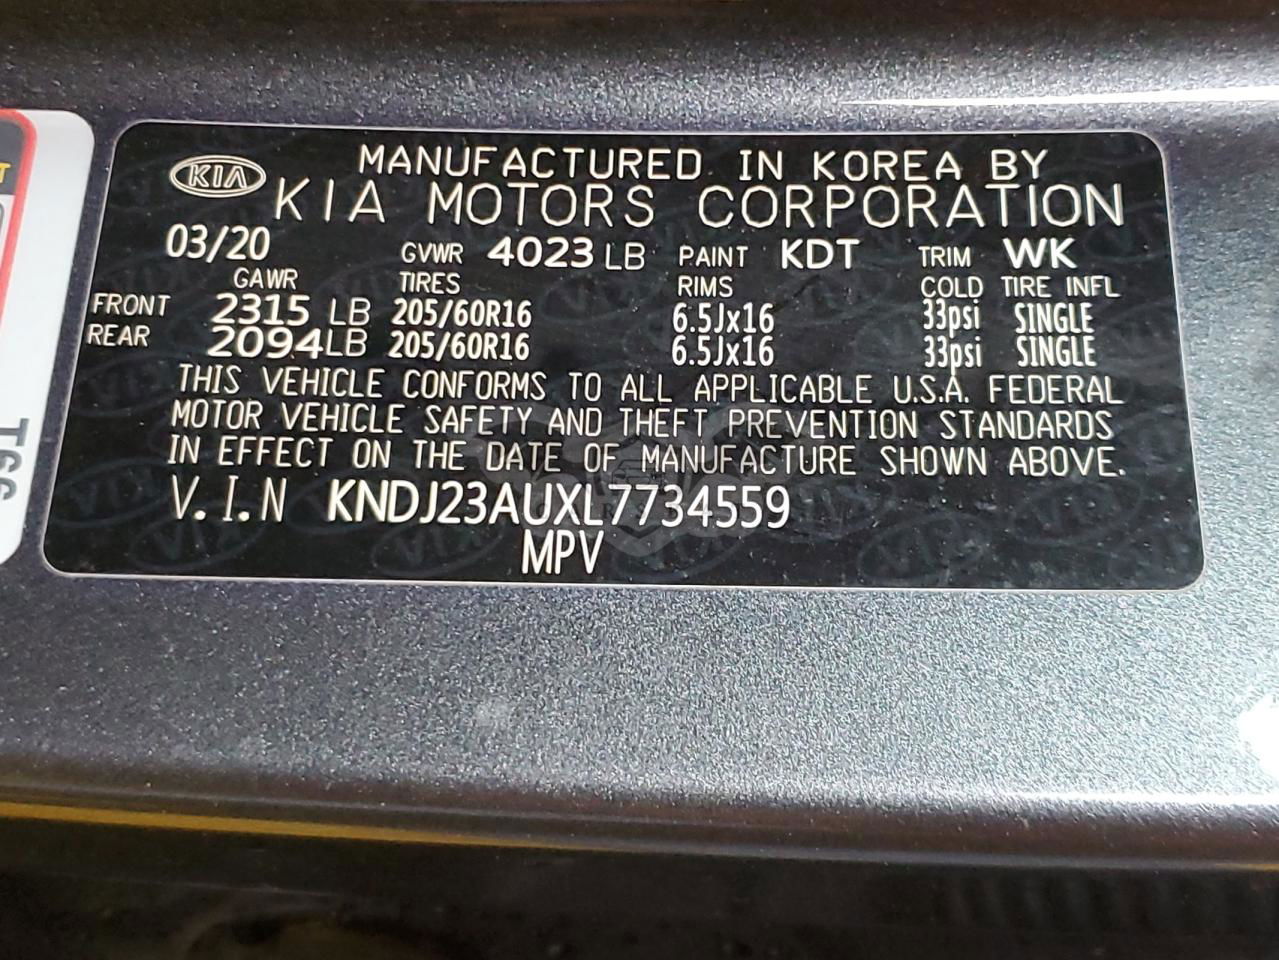 KIA
MANUFACTURED IN KOREA BY
KIA MOTORS CORPORATION
03/20 GVWR 4023 LB PAINT KDT TRIM WK
GAWR TIRES RIMS COLD TIRE INFL
FRONT 2315 LB 205/60R16 6.5Jx16 33psi SINGLE
REAR 2094LB 205/60R16 6.5Jx16 33psi SINGLE
THIS VEHICLE CONFORMS TO ALL APPLICABLE U.S.A. FEDERAL
MOTOR VEHICLE SAFETY AND THEFT PREVENTION STANDARDS
IN EFFECT ON THE DATE OF MANUFACTURE SHOWN ABOVE.
V.I.N KNDJ23AUXL7734559
MPV